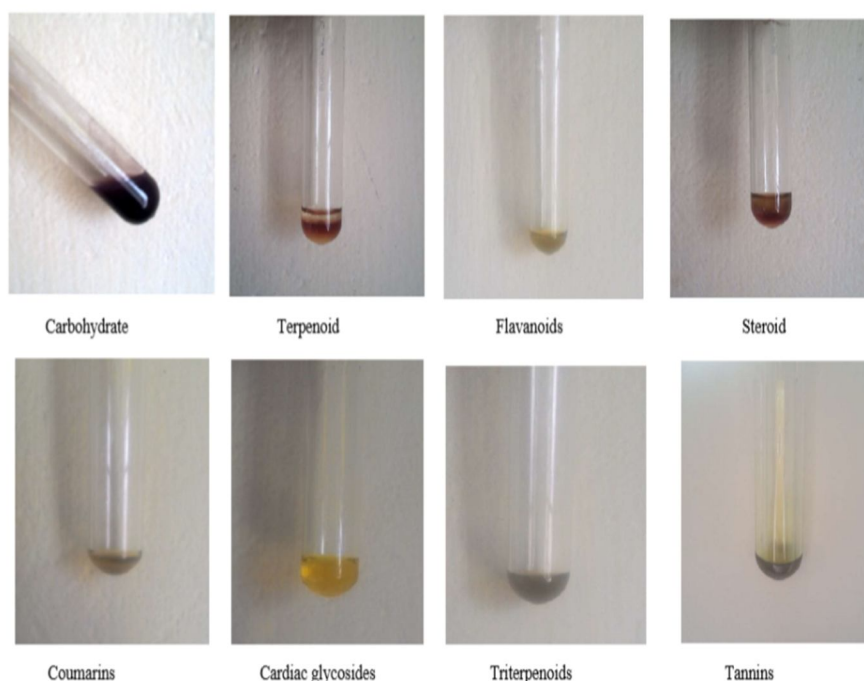 Carbohydrate
Terpenoid
Flavanoids
Steroid
Coumarins
Cardiac glycosides
Triterpenoids
Tannins